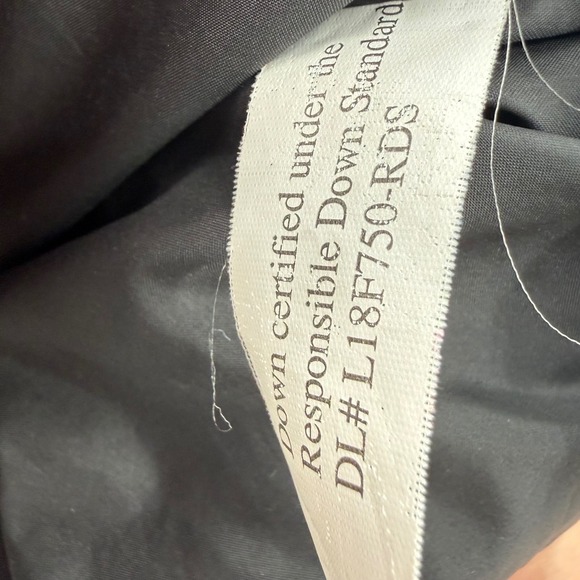 Down certified under the
Responsible Down Standard
DL# L18F750-RDS